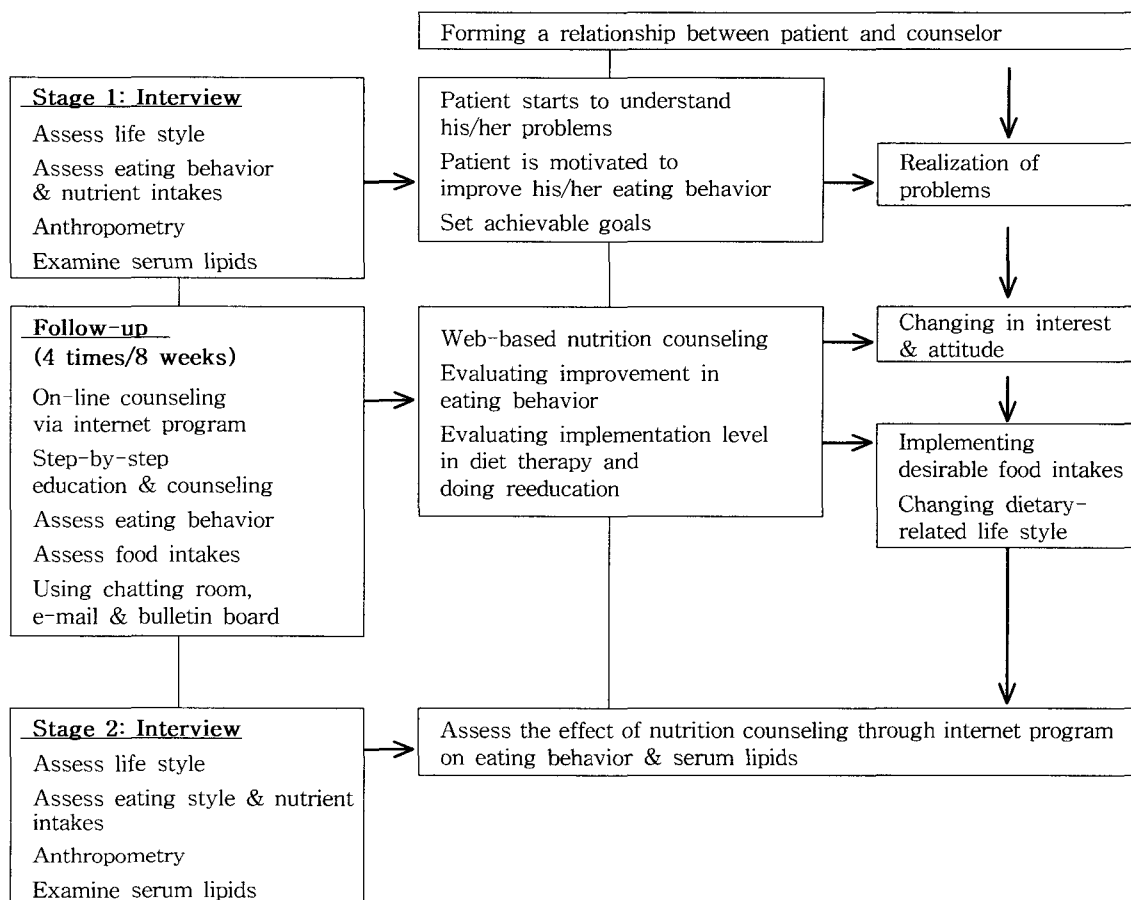 Forming a relationship between patient and counselor
Stage 1: Interview
Assess life style
Assess eating behavior
& nutrient intakes
Anthropometry
Examine serum lipids
Patient starts to understand
his/her problems
Patient is motivated to
improve his/her eating behavior
Set achievable goals
Realization of
problems
Follow-up
(4 times/8 weeks)
On-line counseling
via internet program
Step-by-step
education & counseling
Assess eating behavior
Assess food intakes
Using chatting room,
e-mail & bulletin board
Web-based nutrition counseling
Evaluating improvement in
eating behavior
Evaluating implementation level
in diet therapy and
doing reeducation
Changing in interest
& attitude
Implementing
desirable food intakes
Changing dietary-
related life style
Stage 2: Interview
Assess life style
Assess eating style & nutrient
intakes
Anthropometry
Examine serum lipids
Assess the effect of nutrition counseling through internet program
on eating behavior & serum lipids